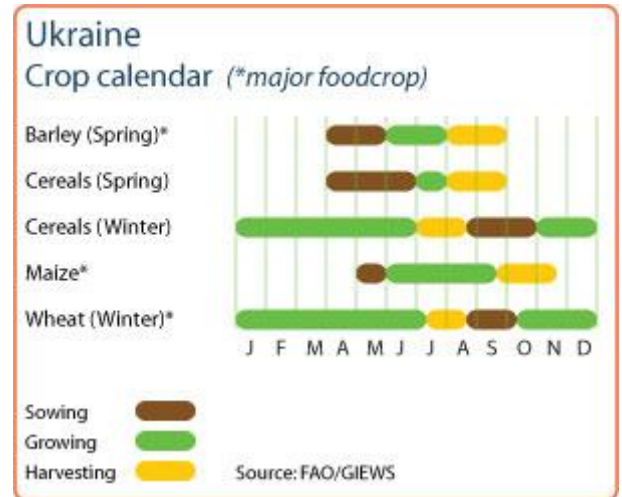 Ukraine
Crop calendar (*major foodcrop)
Barley (Spring)*
Cereals (Spring)
Cereals (Winter)
Maize*
Wheat (Winter)*
J F M A M J J A S O N D
Sowing
Growing
Harvesting
Source: FAO/GIEWS